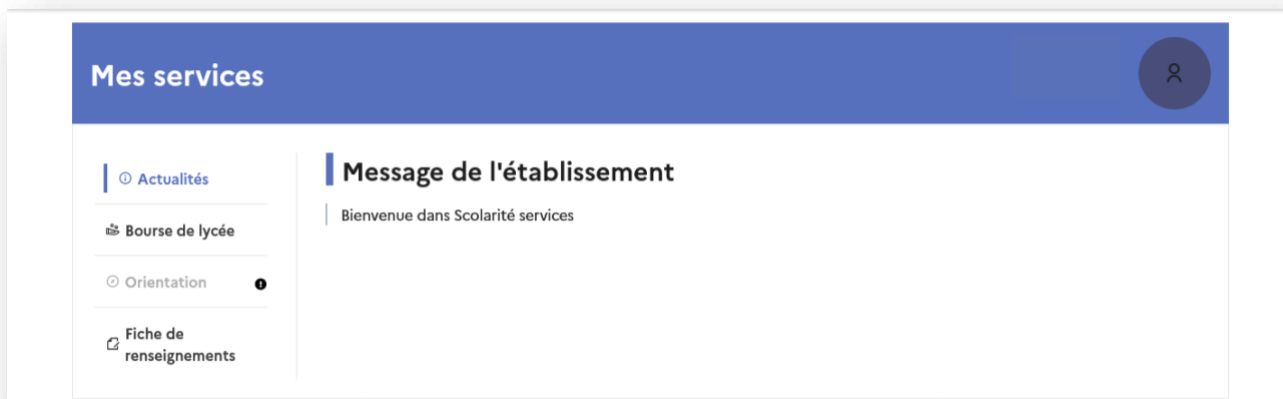 Mes services
Actualités
Bourse de lycée
Orientation
Fiche de
renseignements
Message de l'établissement
Bienvenue dans Scolarité services